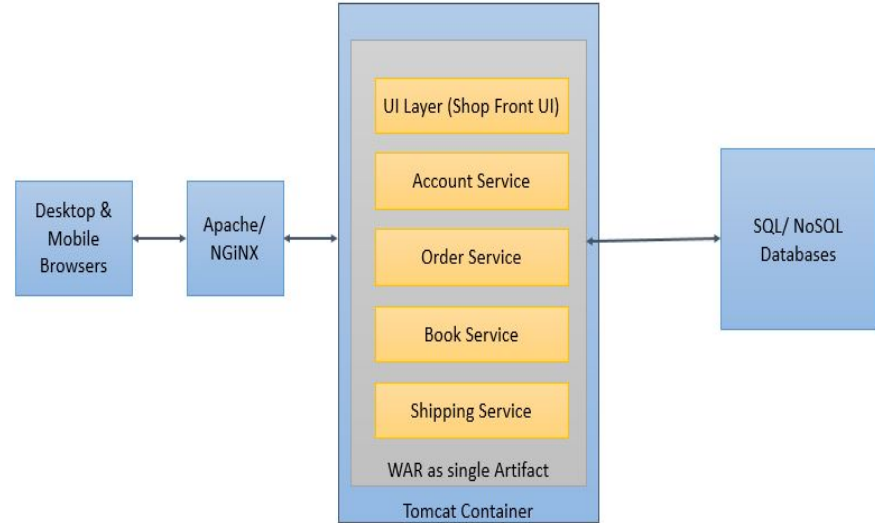 Desktop &
Mobile
Browsers
Apache/
NGiNX
UI Layer (Shop Front UI)
Account Service
Order Service
Book Service
Shipping Service
WAR as single Artifact
Tomcat Container
SQL/ NoSQL
Databases